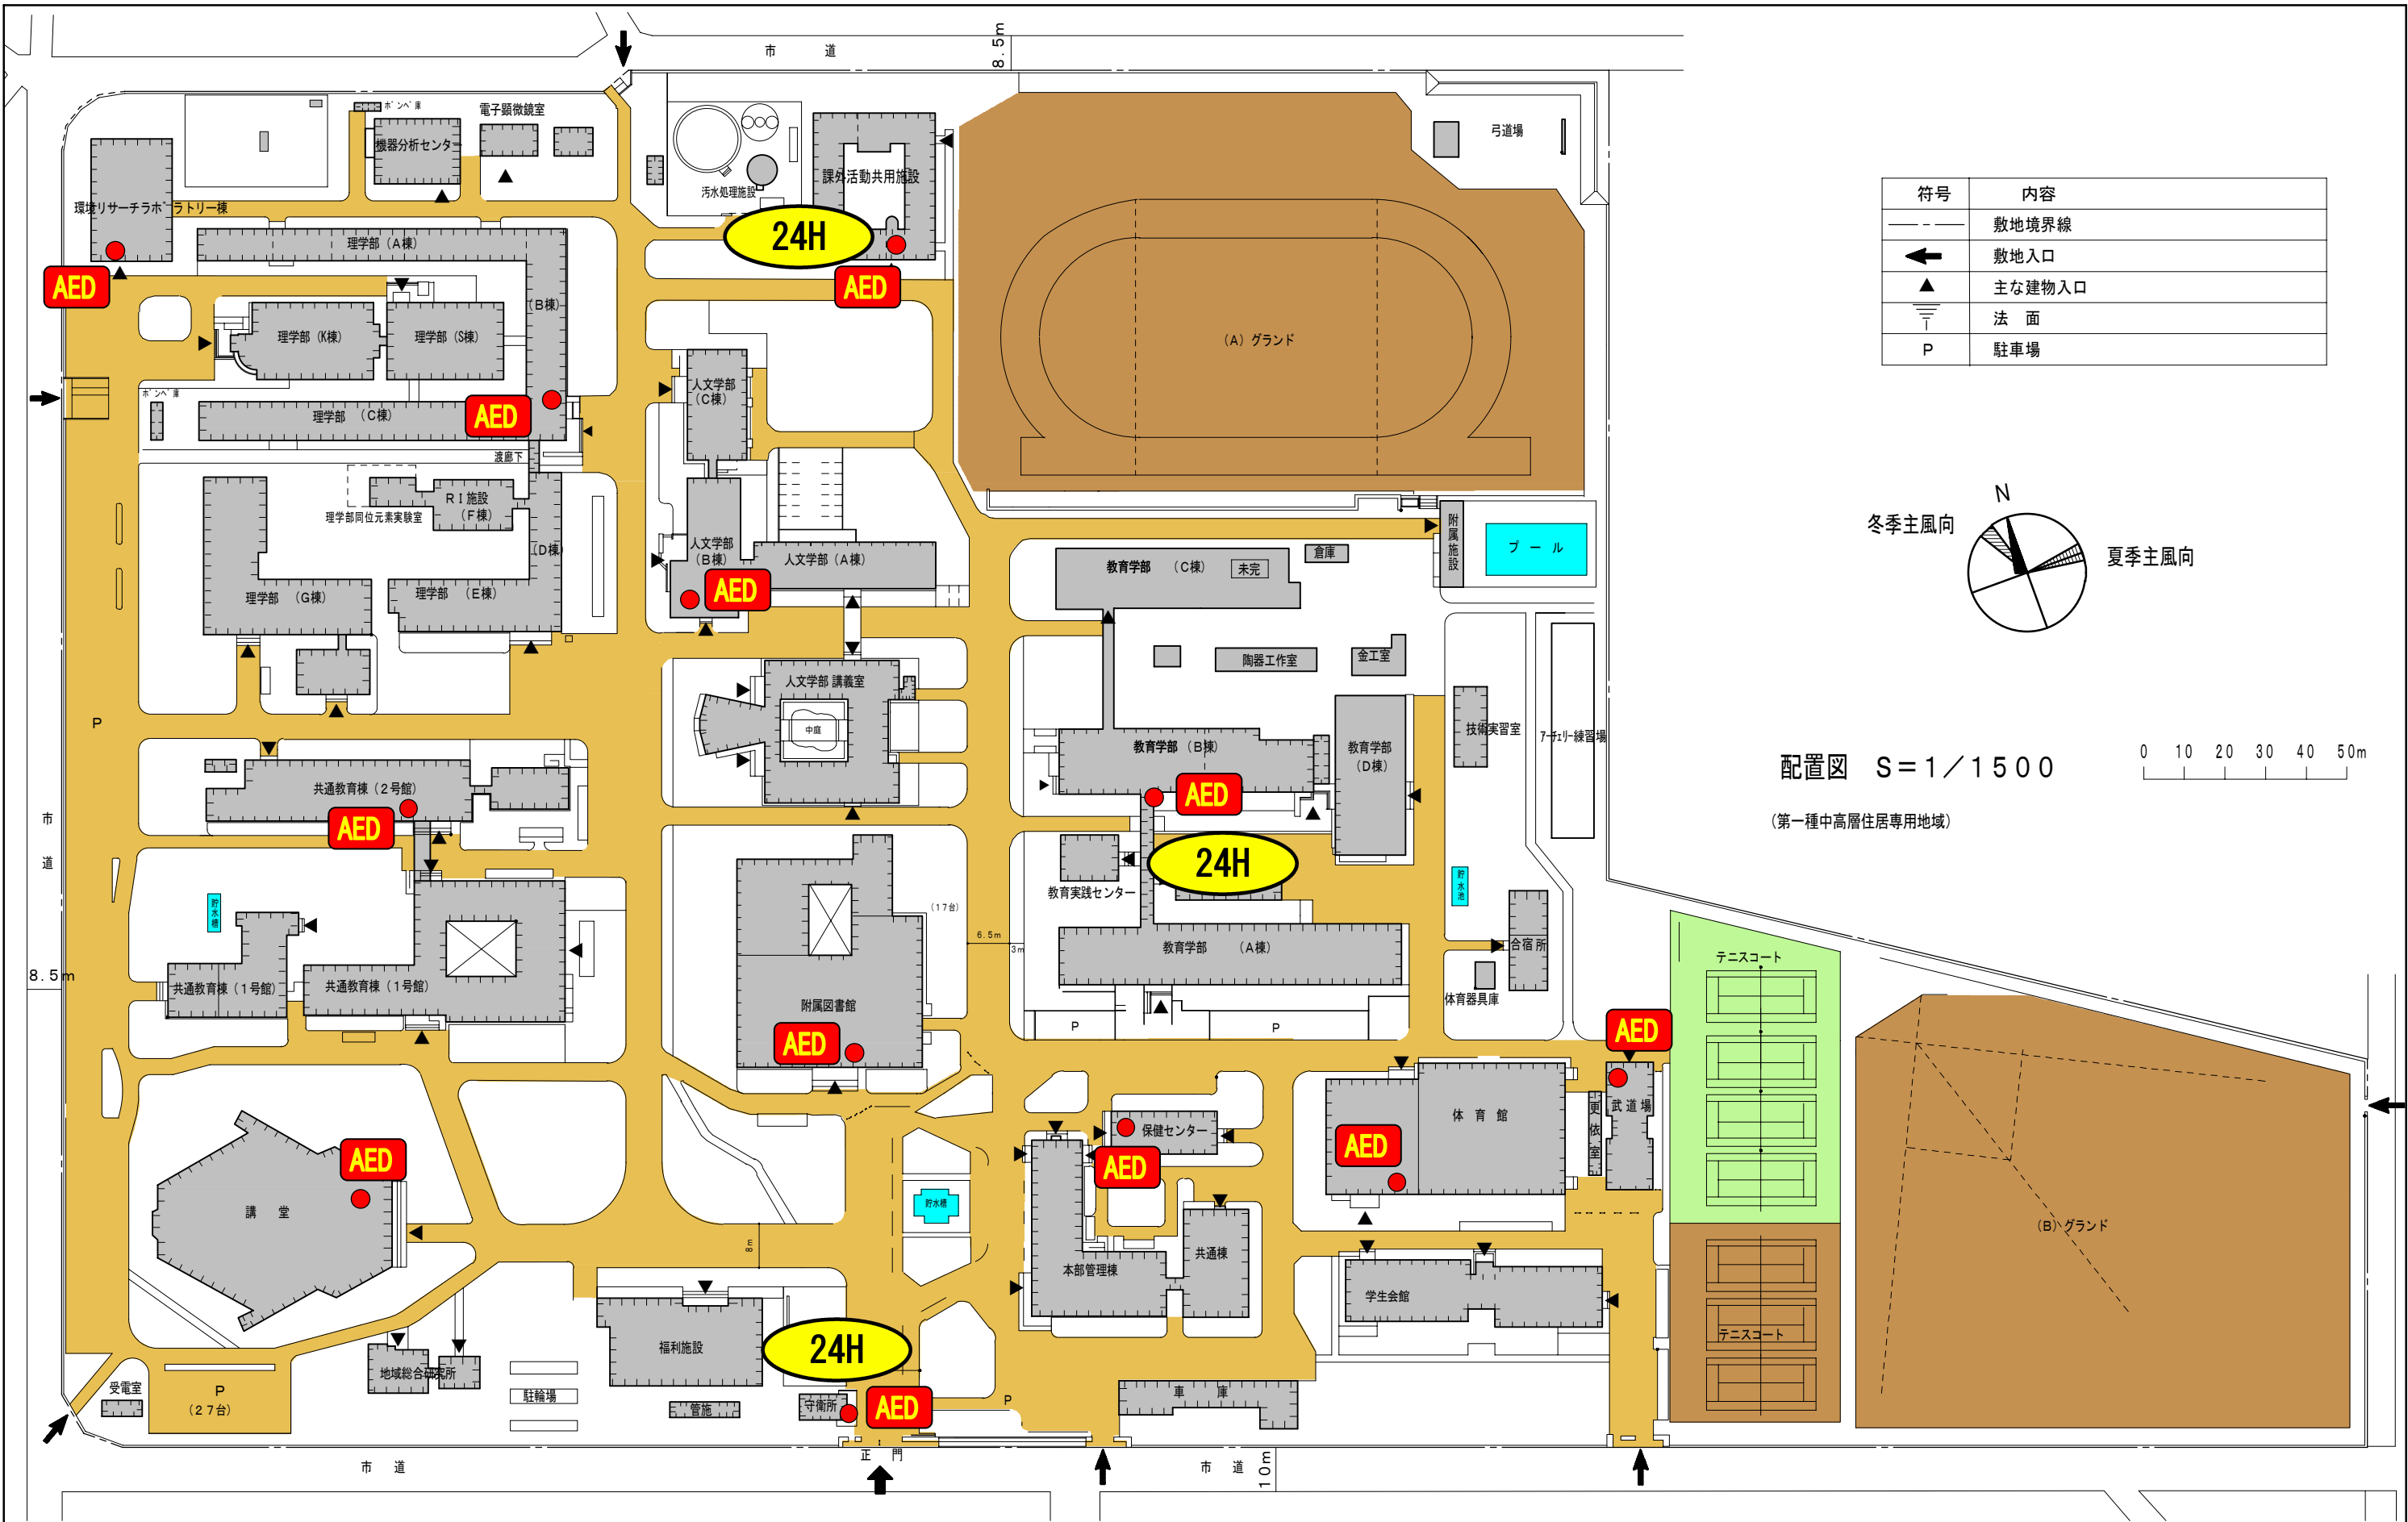 市 道
8.5m
ボンベ庫
電子顕微鏡室
機器分析センター
汚水処理施設
課外活動共用施設
弓道場
環境リサーチラボラトリー棟
24H
AED
AED
理学部 (A棟)
(B棟)
理学部 (K棟)
理学部 (S棟)
(A) グランド
符号
内容
敷地境界線
敷地入口
主な建物入口
法 面
P
駐車場
ボンベ庫
理学部 (C棟)
AED
人文学部
(C棟)
渡廊下
RI施設
(F棟)
理学部同位元素実験室
(D棟)
理学部 (G棟)
理学部 (E棟)
人文学部
(B棟)
人文学部 (A棟)
AED
教育学部 (C棟)
未完
倉庫
附属施設
プール
N
冬季主風向
夏季主風向
陶器工作室
金工室
人文学部 講義室
中庭
P
教育学部 (B棟)
教育学部
(D棟)
技術実習室
アーチェリー練習場
配置図 S=1/1500
0 10 20 30 40 50m
(第一種中高層住居専用地域)
共通教育棟 (2号館)
AED
AED
24H
市 道
8.5m
貯水槽
共通教育棟 (1号館)
共通教育棟 (1号館)
附属図書館
AED
(17台)
6.5m
3m
教育実践センター
教育学部 (A棟)
P
P
貯水池
合宿所
体育器具庫
テニスコート
AED
武道場
更依室
体育館
AED
保健センター
AED
講堂
AED
貯水槽
8m
本部管理棟
共通棟
学生会館
(B) グランド
テニスコート
福利施設
24H
地域総合研究所
受電室
P
(27台)
駐輪場
管施
守衛所
AED
P
車庫
正門
市 道
市 道
10m